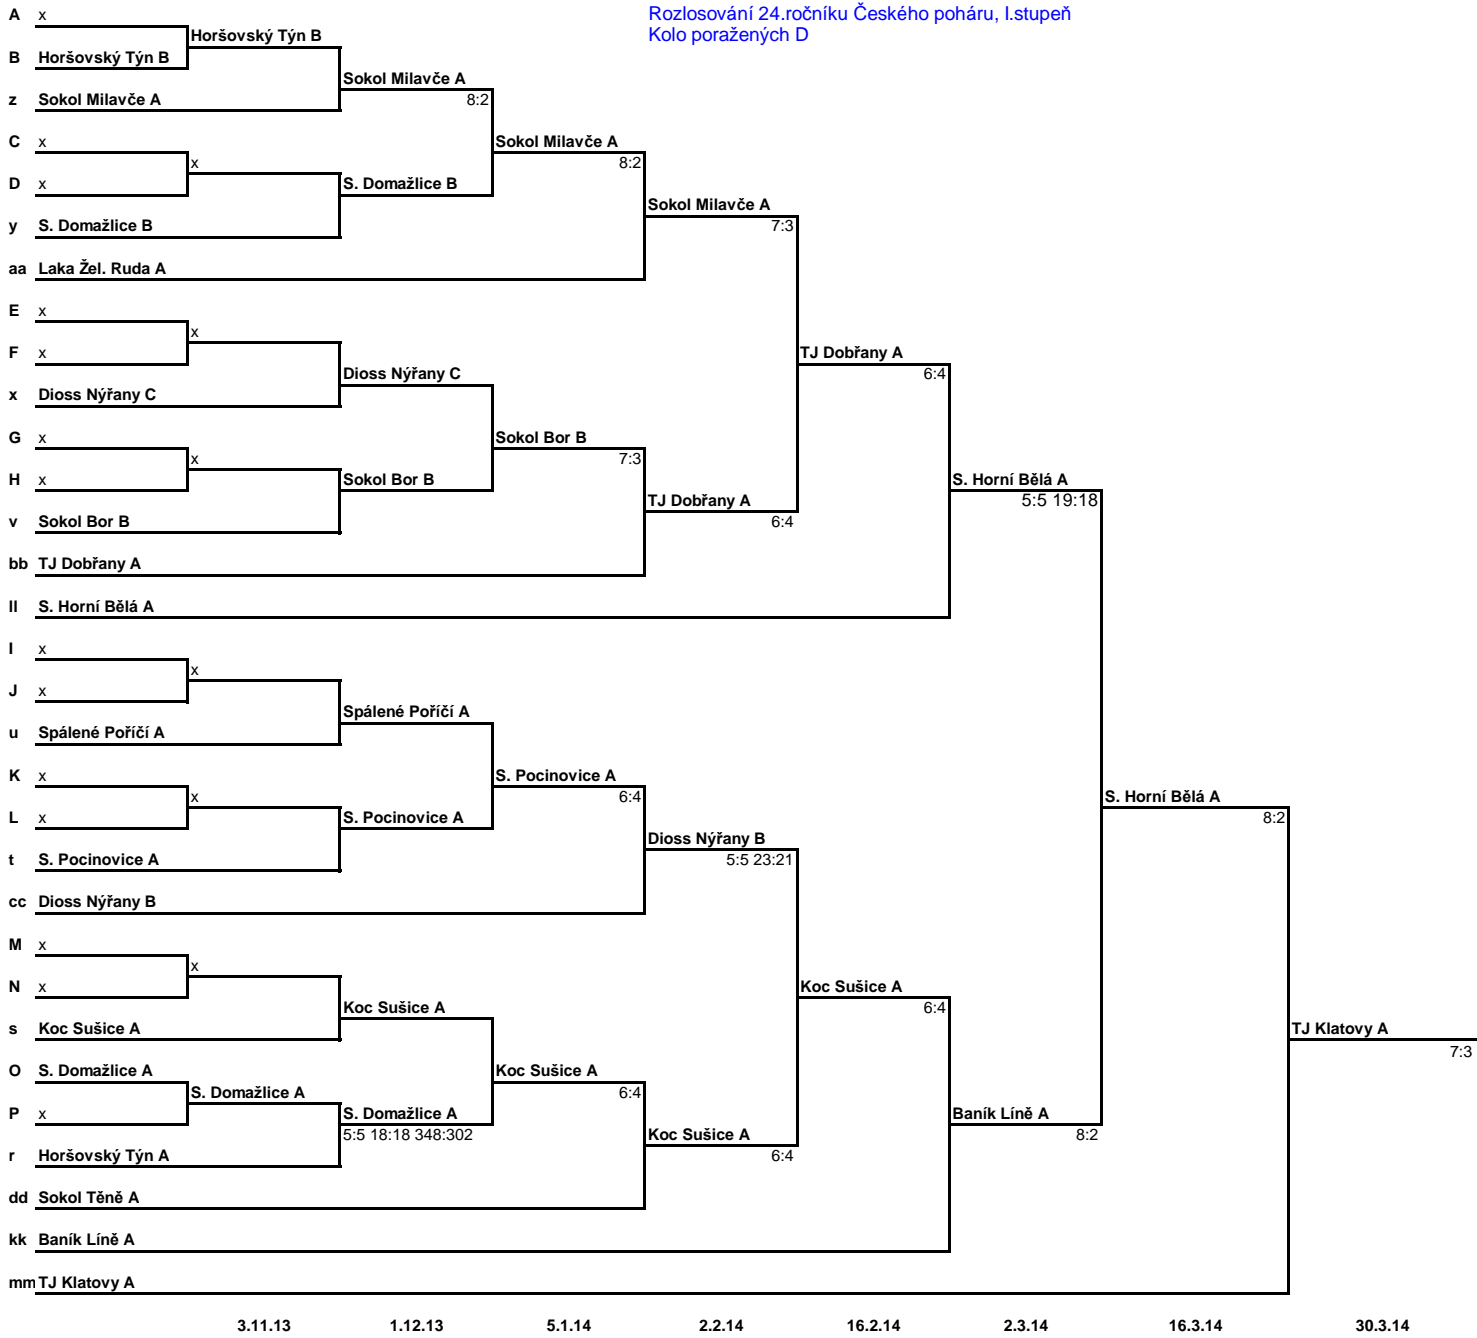 Rozlosování 24.ročníku Českého poháru, I.stupeň
Kolo poražených D
A x
Horšovský Týn B
B Horšovský Týn B
Sokol Milavče A
8:2
z Sokol Milavče A
C x
Sokol Milavče A
8:2
x
D x
S. Domažlice B
Sokol Milavče A
7:3
y S. Domažlice B
aa Laka Žel. Ruda A
E x
x
F x
TJ Dobřany A
6:4
Dioss Nýřany C
x Dioss Nýřany C
G x
Sokol Bor B
7:3
x
H x
Sokol Bor B
S. Horní Bělá A
5:5 19:18
TJ Dobřany A
6:4
v Sokol Bor B
bb TJ Dobřany A
ll S. Horní Bělá A
I x
x
J x
Spálené Poříčí A
u Spálené Poříčí A
K x
S. Pocinovice A
6:4
x
S. Horní Bělá A
8:2
L x
S. Pocinovice A
Dioss Nýřany B
5:5 23:21
t S. Pocinovice A
cc Dioss Nýřany B
M x
x
N x
Koc Sušice A
6:4
Koc Sušice A
s Koc Sušice A
TJ Klatovy A
7:3
O S. Domažlice A
Koc Sušice A
6:4
S. Domažlice A
P x
S. Domažlice A
5:5 18:18 348:302
Baník Líně A
8:2
Koc Sušice A
6:4
r Horšovský Týn A
dd Sokol Těně A
kk Baník Líně A
mm TJ Klatovy A
3.11.13 1.12.13 5.1.14 2.2.14 16.2.14 2.3.14 16.3.14 30.3.14